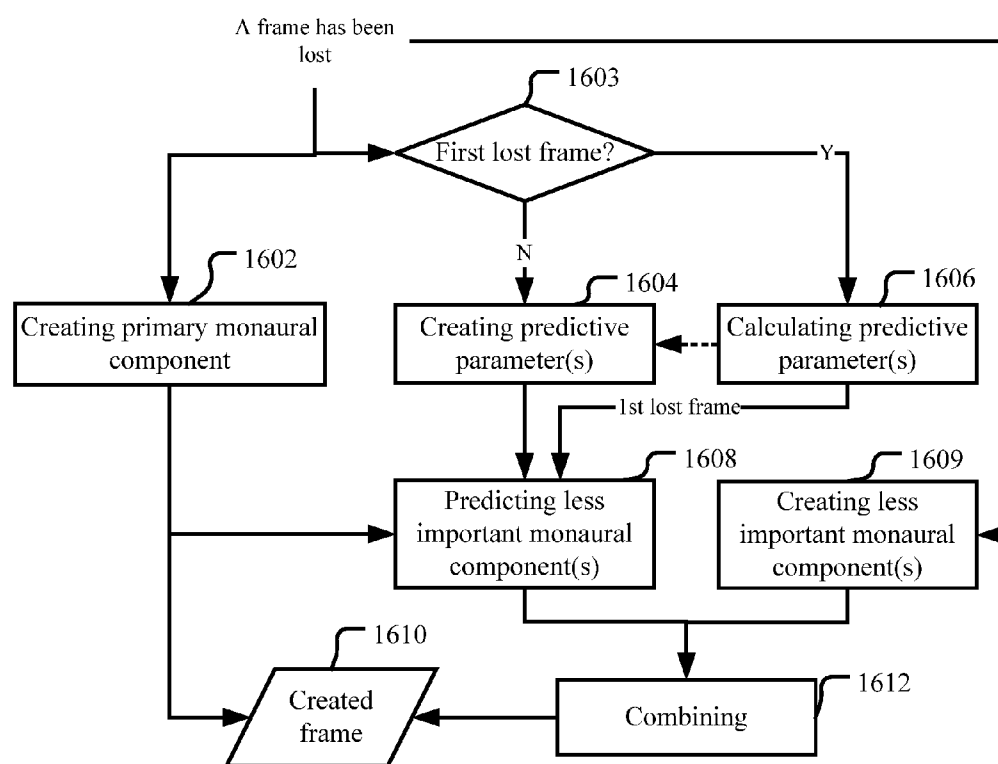 A frame has been
lost
1603
First lost frame?
Y
N
1602
Creating primary monaural
component
1604
Creating predictive
parameter(s)
1606
Calculating predictive
parameter(s)
1st lost frame
1608
Predicting less
important monaural
component(s)
1609
Creating less
important monaural
component(s)
1610
Created
frame
1612
Combining